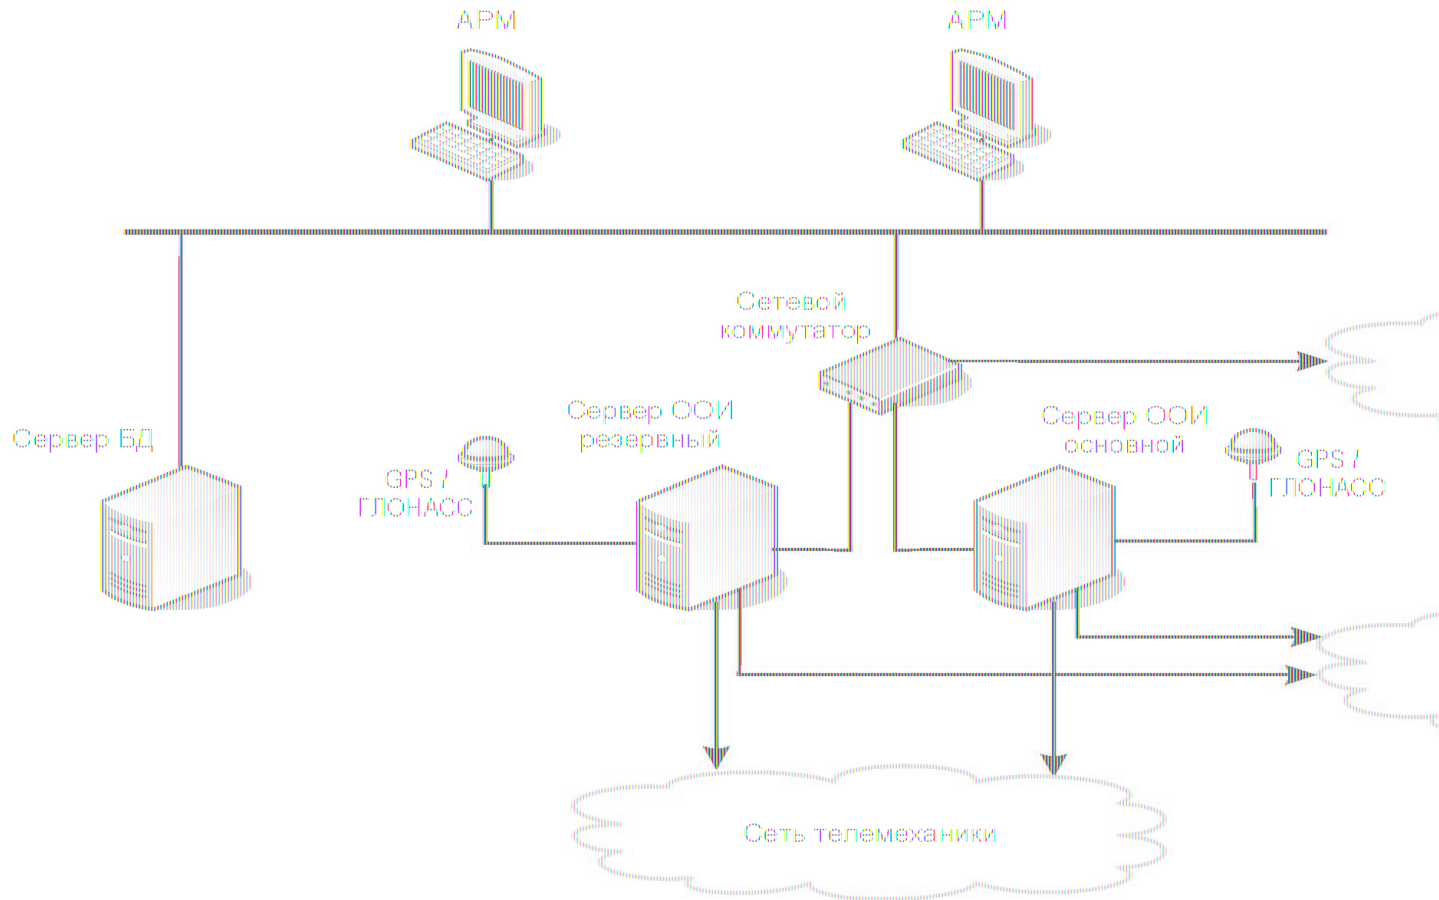 АРМ
АРМ
Сетевой
коммутатор
Сервер БД
GPS /
ГЛОНАСС
Сервер ООИ
резервный
Сервер ООИ
основной
GPS /
ГЛОНАСС
Сеть телемеханики